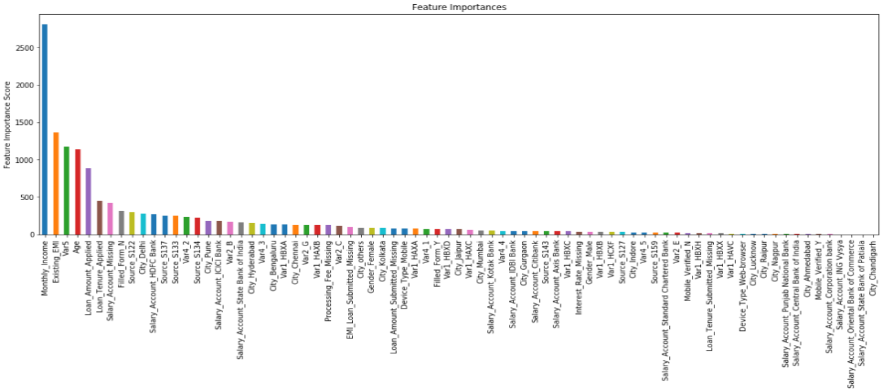 Feature Importances
Feature Importance Score
2500
2000
1500
1000
500
0
Monthly_Income
Existing_EMI
Var5
Age
Loan_Amount_Applied
Loan_Tenure_Applied
Salary_Account_Missing
Filled_Form_N
Source_S122
City_Delhi
Salary_Account_HDFC Bank
Source_S137
Source_S133
Var4_2
Source_S134
City_Pune
Salary_Account_ICICI Bank
Var2_B
Salary_Account_State Bank of India
City_Hyderabad
Var4_3
City_Bengaluru
Var1_HBXA
City_Chennai
Var2_G
Var1_HAXB
Processing_Fee_Missing
Var2_C
EMI_Loan_Submitted_Missing
City_others
Gender_Female
City_Kolkata
Loan_Amount_Submitted_Missing
Device_Type_Mobile
Var1_HAXA
Var4_1
Filled_Form_Y
Var1_HBXD
City_Jaipur
Var1_HAXC
City_Mumbai
Salary_Account_Kotak Bank
Var4_4
Salary_Account_IDBI Bank
City_Gurgaon
Salary_Account_Citibank
Source_S143
Salary_Account_Axis Bank
Var1_HBXC
Interest_Rate_Missing
Gender_Male
Var1_HBXB
Var1_HCXF
Source_S127
City_Indore
Var4_5
Source_S159
Salary_Account_Standard Chartered Bank
Var2_E
Mobile_Verified_N
Var1_HBXH
Loan_Tenure_Submitted_Missing
Var1_HBXX
Var1_HAVC
Device_Type_Web-browser
City_Lucknow
City_Raipur
City_Nagpur
Salary_Account_Punjab National Bank
Salary_Account_Central Bank of India
City_Ahmedabad
Mobile_Verified_Y
Salary_Account_Corporation Bank
Salary_Account_ING Vysya
Salary_Account_Oriental Bank of Commerce
Salary_Account_State Bank of Patiala
City_Chandigarh